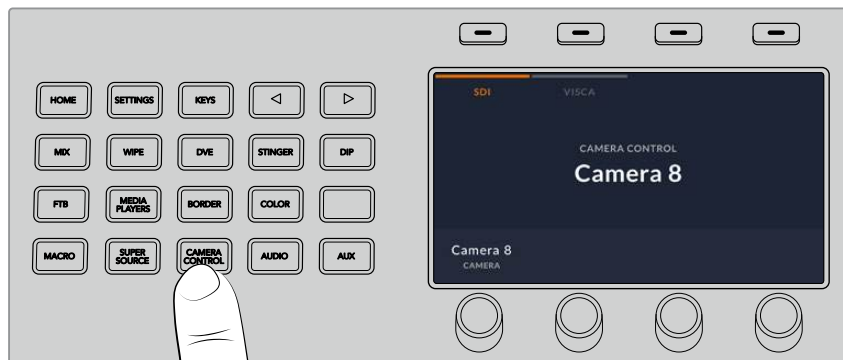 HOME SETTINGS KEYS
MIX WIPE DVE STINGER DIP
FTB MEDIA PLAYERS BORDER COLOR
MACRO SUPER SOURCE CAMERA CONTROL AUDIO AUX
SDI VISCA
CAMERA CONTROL
Camera 8
Camera 8
CAMERA